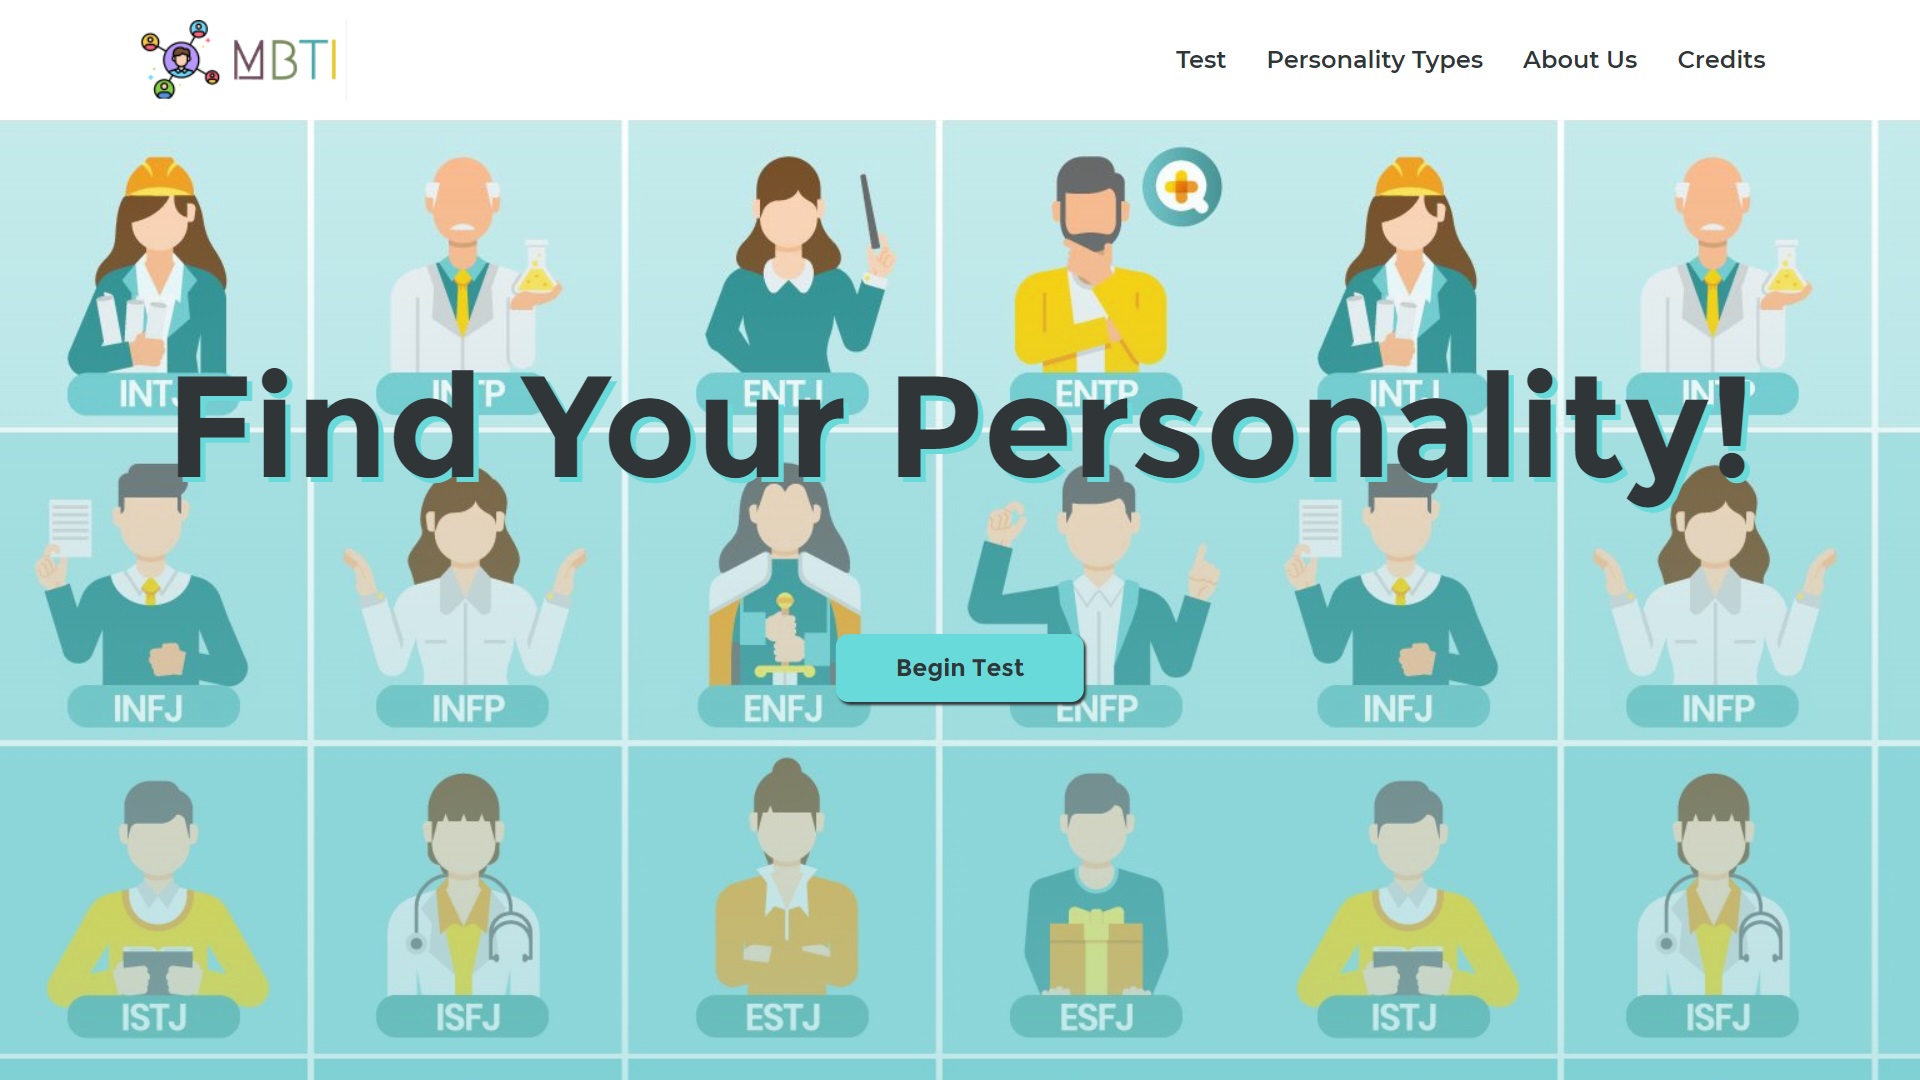 MBTI
Test Personality Types About Us Credits
INTJ INTP ENTJ ENTP INTJ INTP
Find Your Personality!
Begin Test
INFJ INFP ENFJ ENFP INFJ INFP
ISTJ ISFJ ESTJ ESFJ ISTJ ISFJ